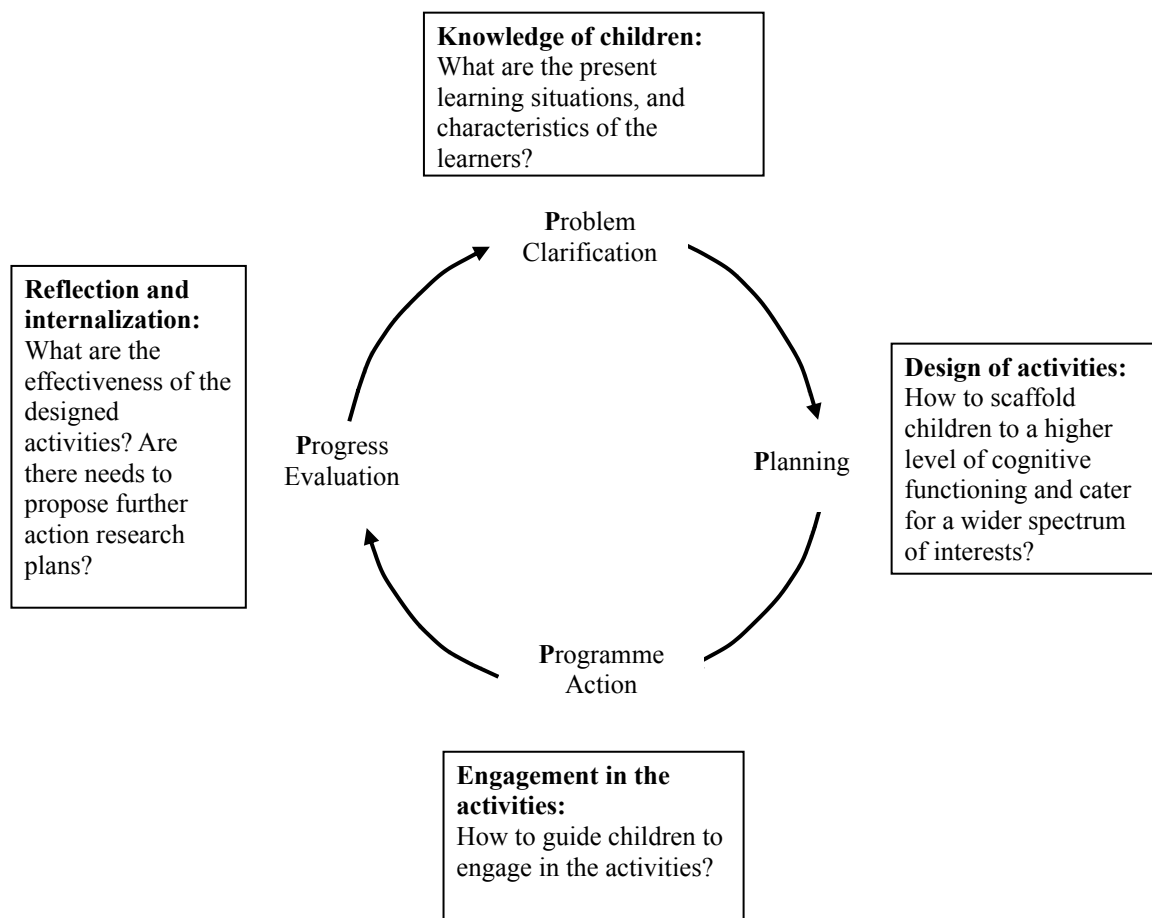 Knowledge of children:
What are the present
learning situations, and
characteristics of the
learners?
Problem
Clarification
Reflection and
internalization:
What are the
effectiveness of the
designed
activities? Are
there needs to
propose further
action research
plans?
Progress
Evaluation
Planning
Design of activities:
How to scaffold
children to a higher
level of cognitive
functioning and cater
for a wider spectrum
of interests?
Programme
Action
Engagement in the
activities:
How to guide children to
engage in the activities?